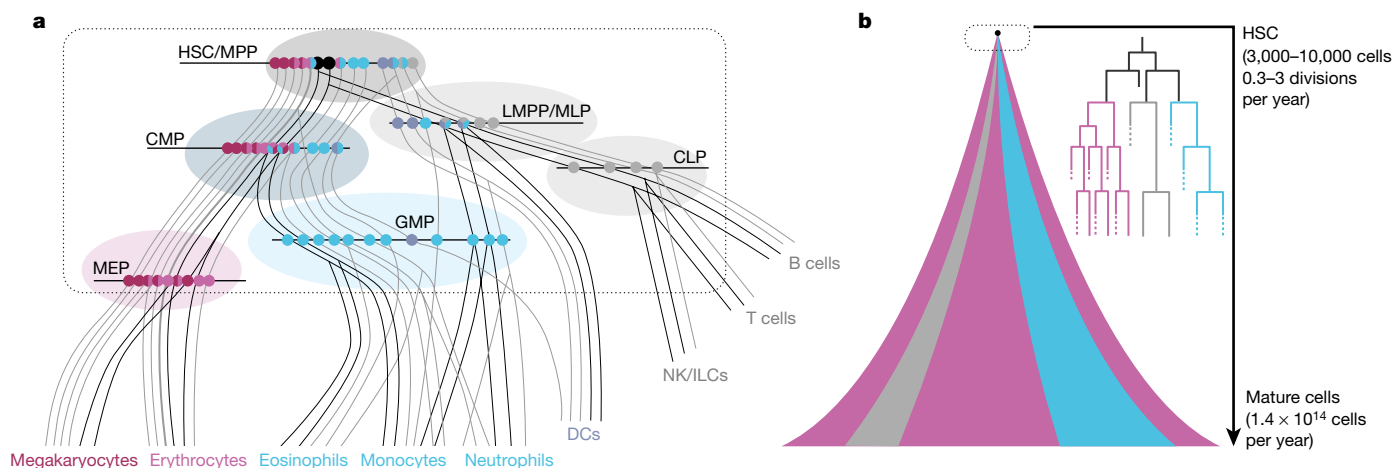 a
HSC/MPP
LMPP/MLP
CMP
CLP
GMP
MEP
B cells
T cells
NK/ILCs
DCs
Megakaryocytes Erythrocytes Eosinophils Monocytes Neutrophils
b
HSC
(3,000–10,000 cells
0.3–3 divisions
per year)
Mature cells
(1.4 × 10¹⁴ cells
per year)